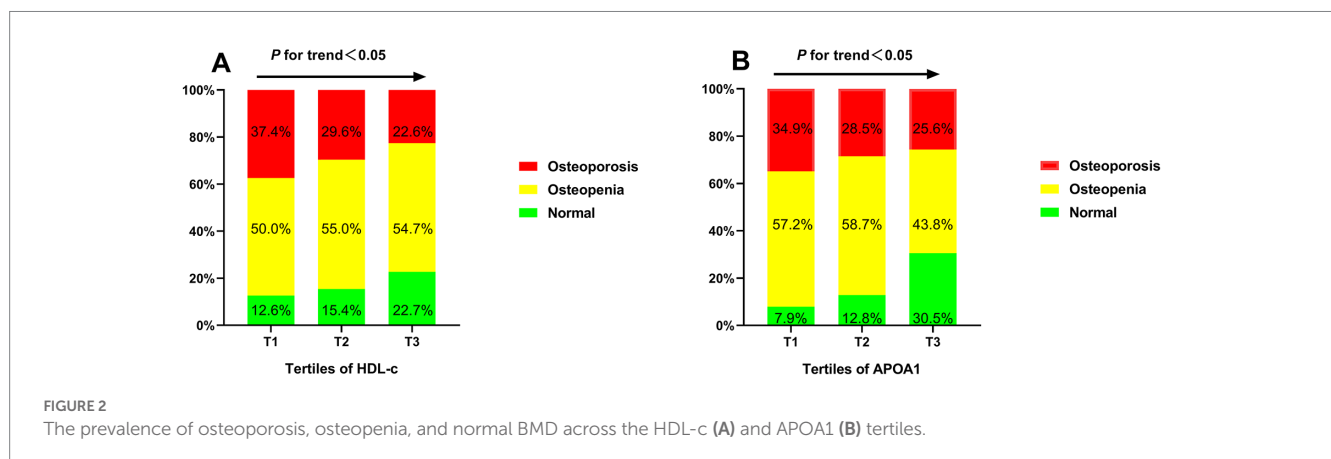 A
P for trend<0.05
100%
80%
60%
40%
20%
0%
37.4%
29.6%
22.6%
50.0%
55.0%
54.7%
12.6%
15.4%
22.7%
T1
T2
T3
Tertiles of HDL-c
Osteoporosis
Osteopenia
Normal
B
P for trend<0.05
100%
80%
60%
40%
20%
0%
34.9%
28.5%
25.6%
57.2%
58.7%
43.8%
7.9%
12.8%
30.5%
T1
T2
T3
Tertiles of APOA1
Osteoporosis
Osteopenia
Normal
FIGURE 2
The prevalence of osteoporosis, osteopenia, and normal BMD across the HDL-c (A) and APOA1 (B) tertiles.